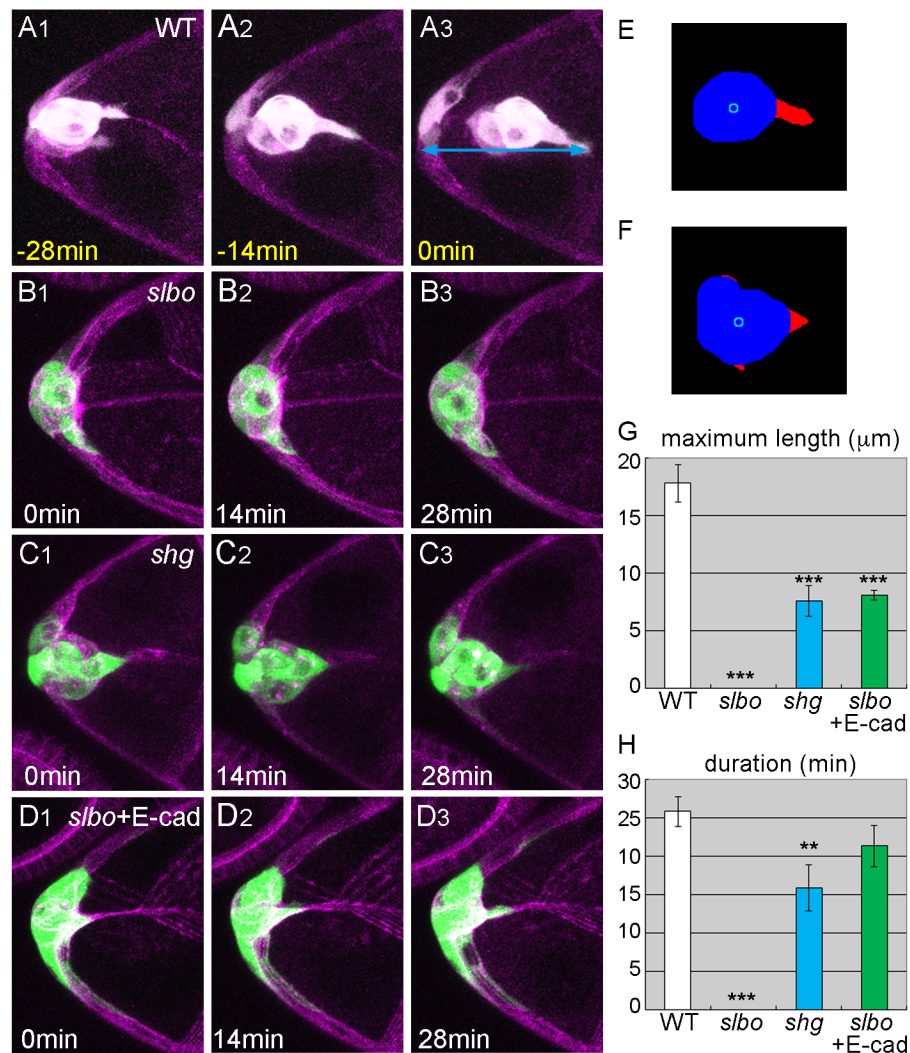 A1 WT
-28min
A2
-14min
A3
0min
B1 slbo
0min
B2
14min
B3
28min
C1 shg
0min
C2
14min
C3
28min
D1 slbo+E-cad
0min
D2
14min
D3
28min
E
F
G maximum length (μm)
20
15
10
5
0
***
***
***
WT slbo shg slbo
+E-cad
H duration (min)
30
25
10
15
10
5
0
***
**
WT slbo shg slbo
+E-cad